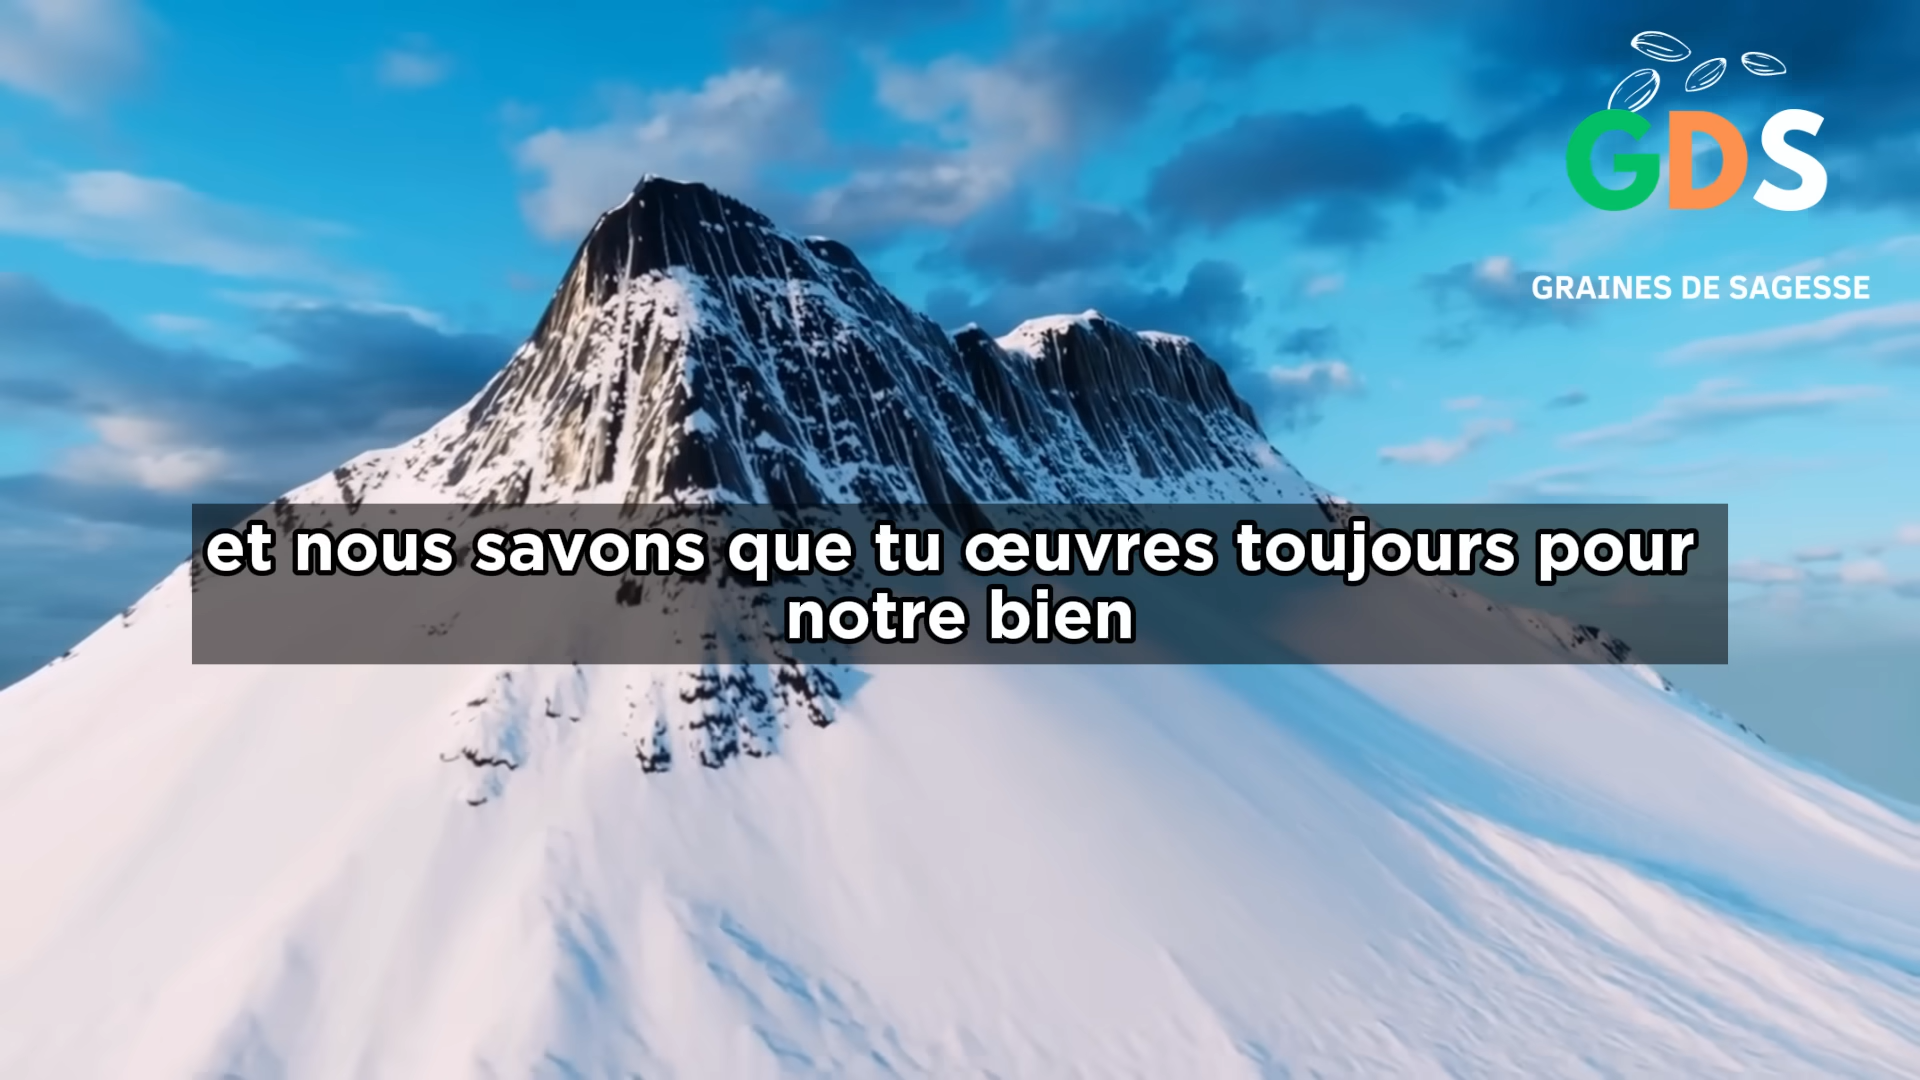 GDS
GRAINES DE SAGESSE
et nous savons que tu œuvres toujours pour
notre bien